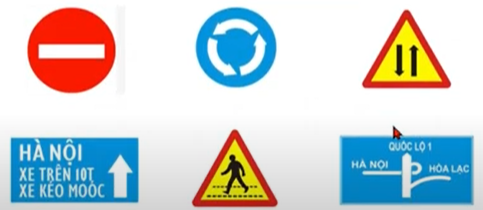 HÀ NỘI
XE TRÊN 10T
XE KÉO MOÓC
QUỐC LỘ 1
HÀ NỘI
HÒA LẠC